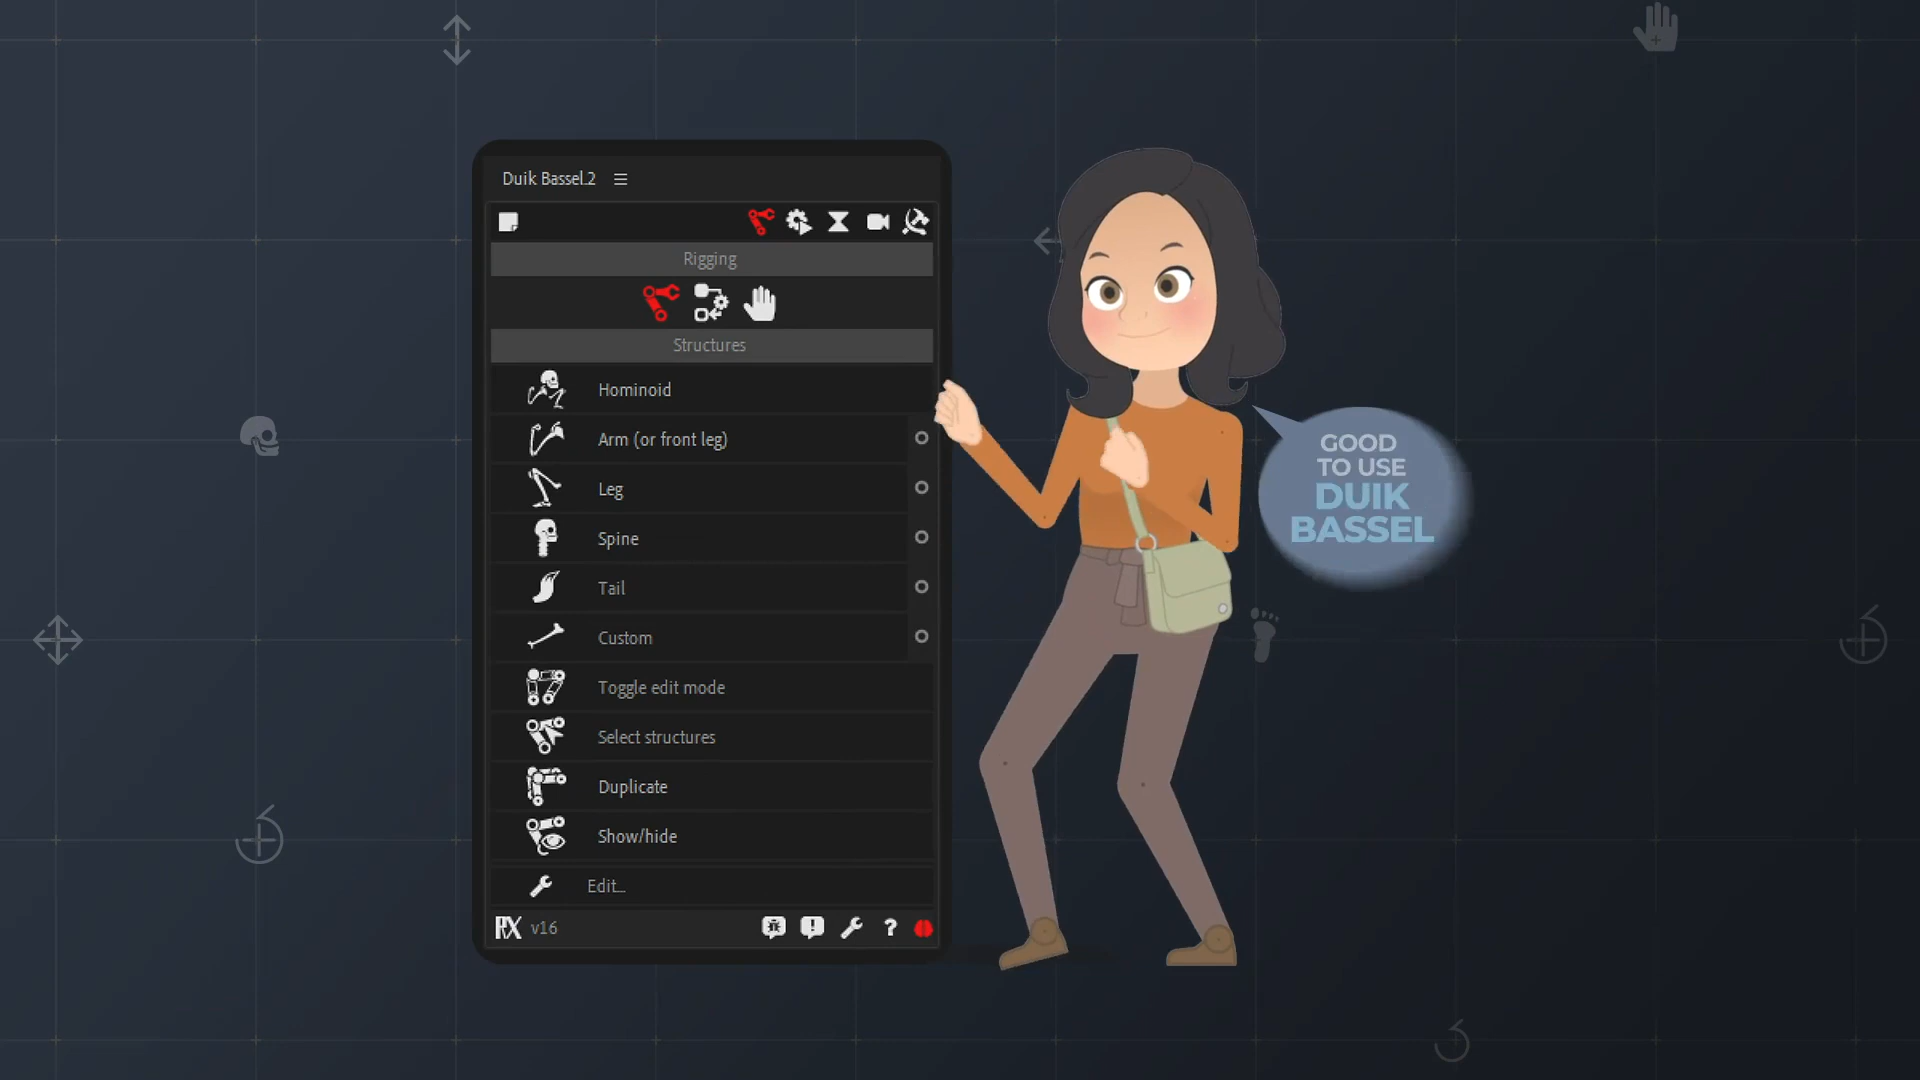 Duik Bassel.2
Rigging
Structures
Hominoid
Arm (or front leg)
Leg
Spine
Tail
Custom
Toggle edit mode
Select structures
Duplicate
Show/hide
Edit...
RX v16
GOOD
TO USE
DUIK
BASSEL